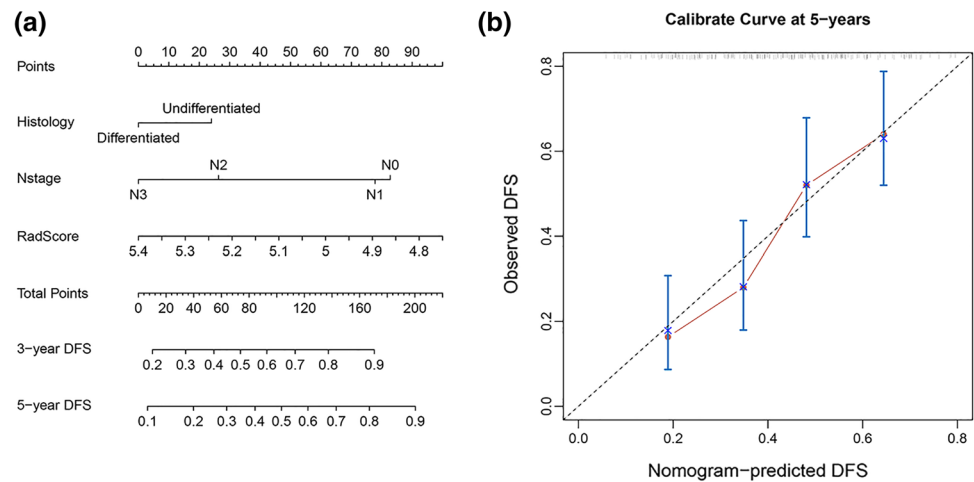 (a)
Points
0 10 20 30 40 50 60 70 80 90
Histology
Undifferentiated
Differentiated
Nstage
N2 N0
N3 N1
RadScore
5.4 5.3 5.2 5.1 5 4.9 4.8
Total Points
0 20 40 60 80 120 160 200
3−year DFS
0.2 0.3 0.4 0.5 0.6 0.7 0.8 0.9
5−year DFS
0.1 0.2 0.3 0.4 0.5 0.6 0.7 0.8 0.9
(b)
Calibrate Curve at 5−years
Observed DFS
0.8
0.6
0.4
0.2
0.0
0.0 0.2 0.4 0.6 0.8
Nomogram−predicted DFS